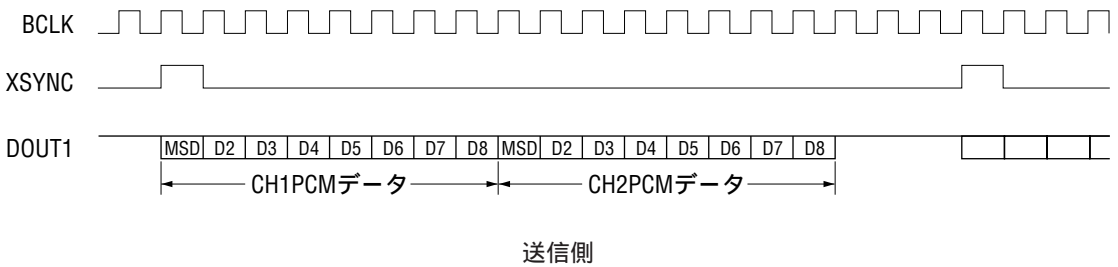 BCLK
XSYNC
DOUT1 MSD D2 D3 D4 D5 D6 D7 D8 MSD D2 D3 D4 D5 D6 D7 D8
CH1PCMデータ CH2PCMデータ
送信側